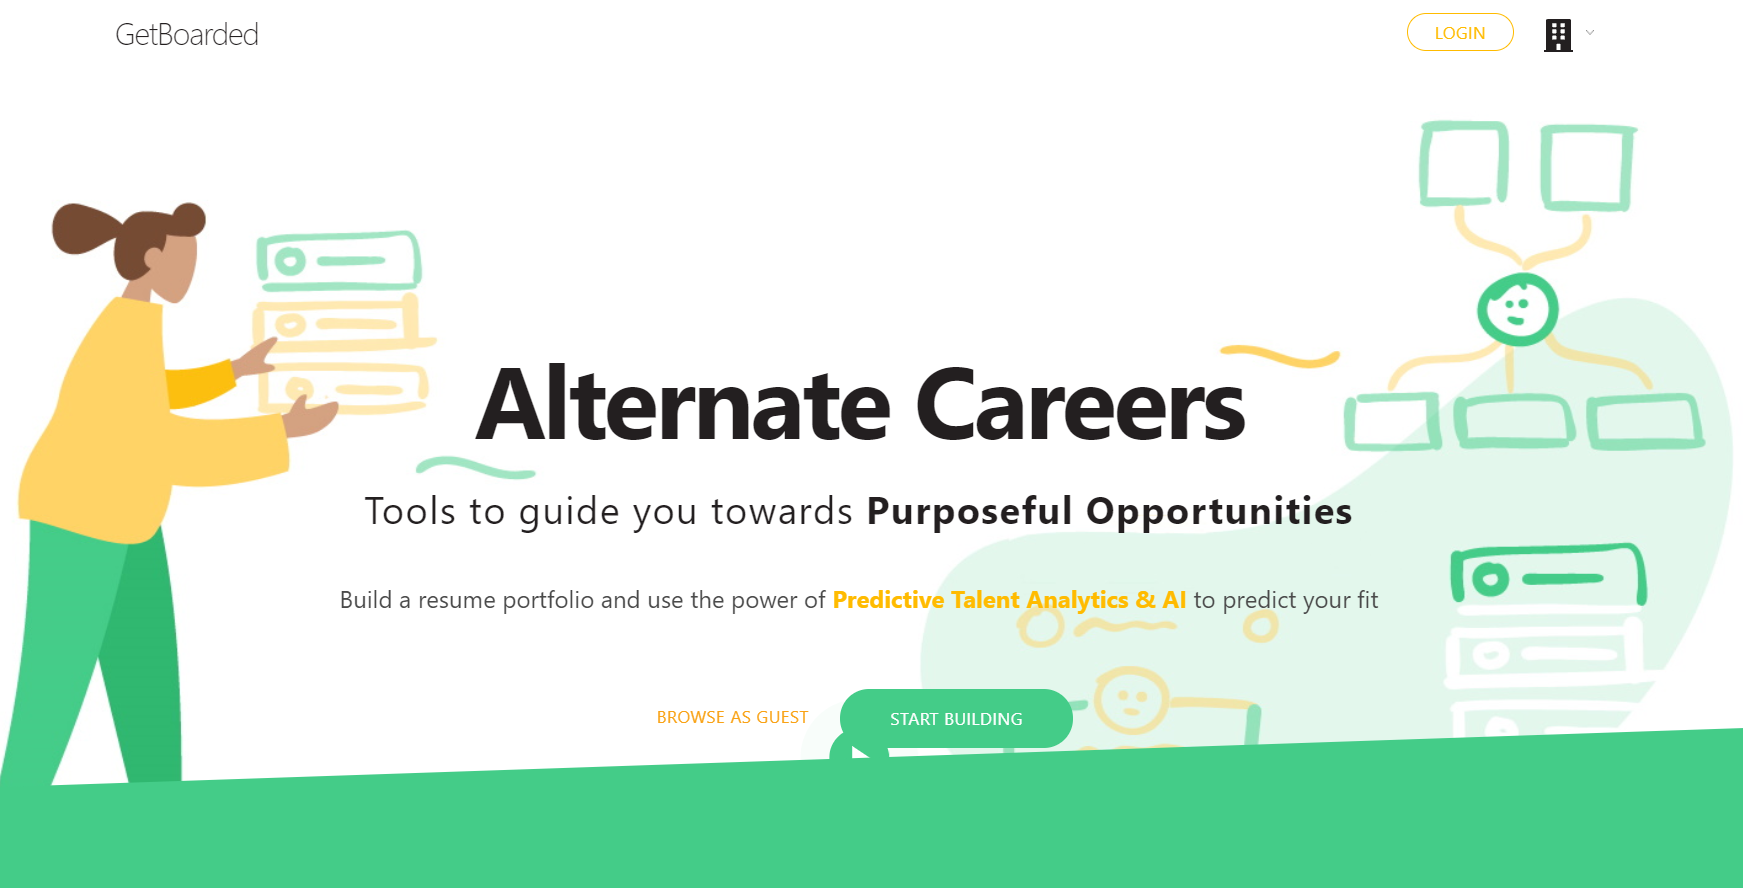 GetBoarded
LOGIN
Alternate Careers
Tools to guide you towards Purposeful Opportunities
Build a resume portfolio and use the power of Predictive Talent Analytics & AI to predict your fit
BROWSE AS GUEST
START BUILDING